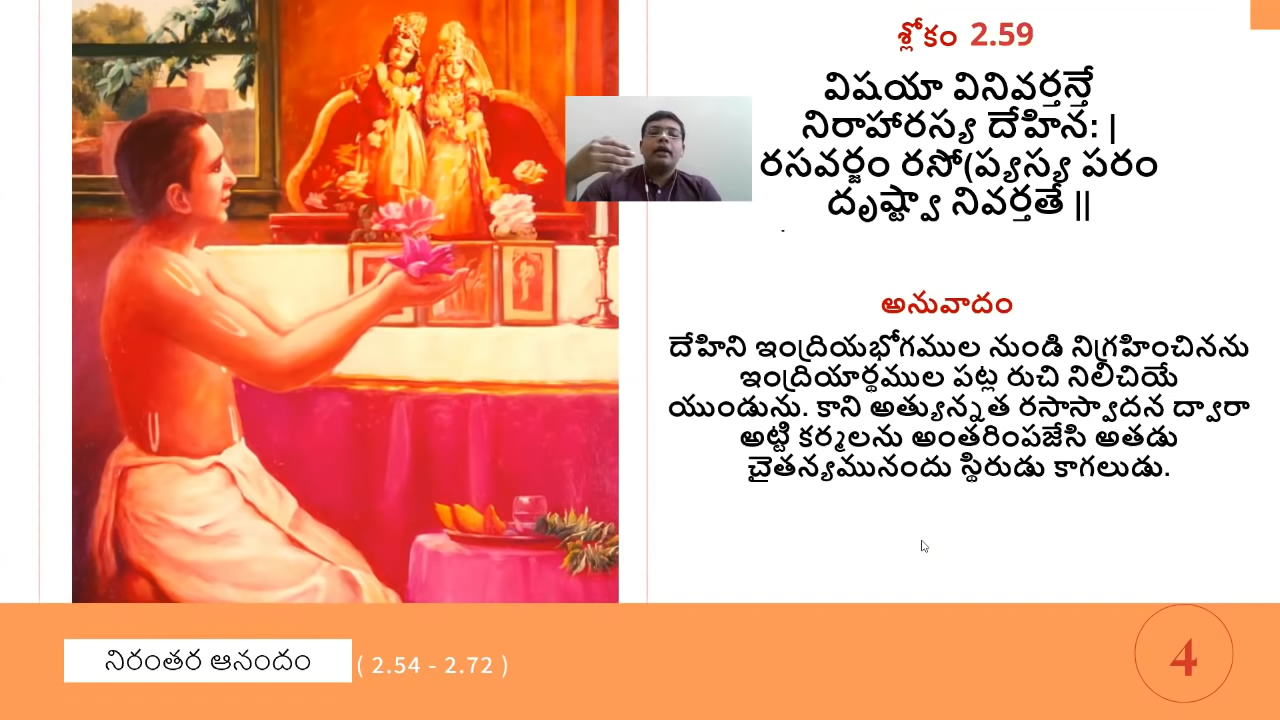 శ్లోకం 2.59
విషయా వినివర్తన్తే
నిరాహారస్య దేహినః |
రసవర్జం రసో(ప్యస్య పరం
దృష్ట్వా నివర్తతే ||
అనువాదం
దేహిని ఇంద్రియభోగముల నుండి నిగ్రహించినను
ఇంద్రియార్థముల పట్ల రుచి నిలిచియే
యుండును. కాని అత్యున్నత రసాస్వాదన ద్వారా
అట్టి కర్మలను అంతరింపజేసి అతడు
చైతన్యమునందు స్థిరుడు కాగలుడు.
నిరంతర ఆనందం ( 2.54 - 2.72 )
4